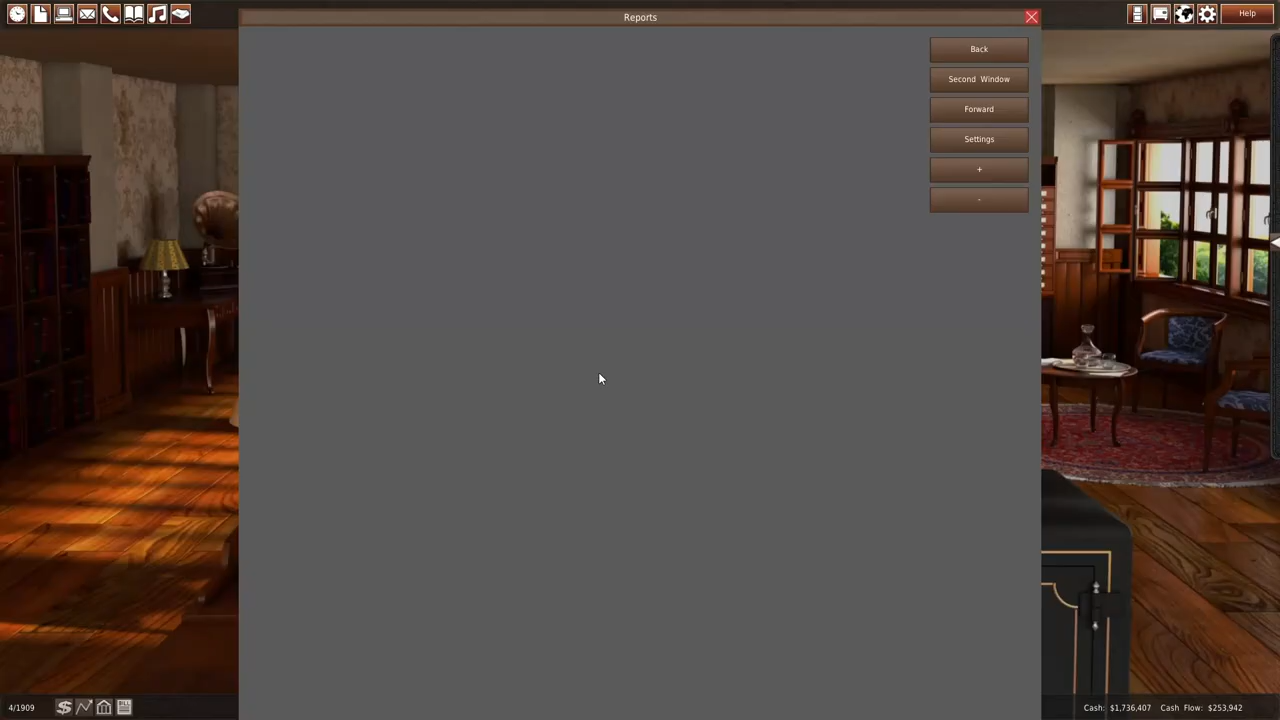 Reports
Help
Back
Second Window
Forward
Settings
+
-
4/1909
Cash: $1,736,407 Cash Flow: $253,942